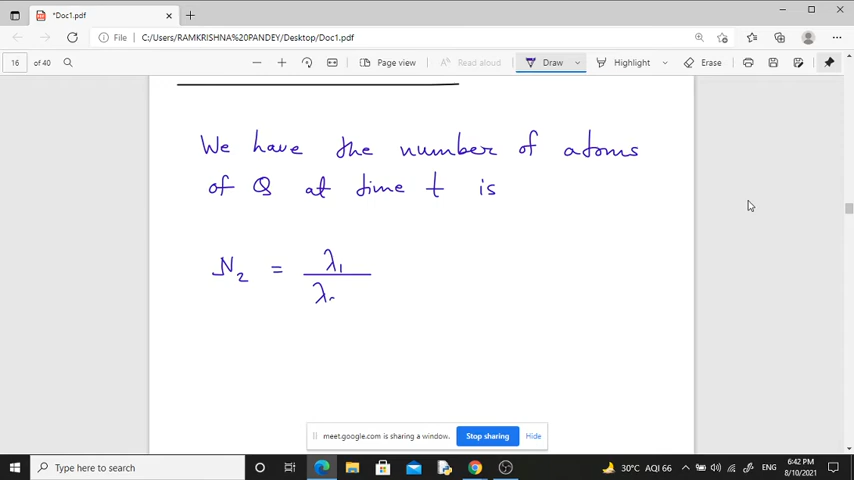 *Doc1.pdf
File C:/Users/RAMKRISHNA%20PANDEY/Desktop/Doc1.pdf
16 of 40 Page view Read aloud Draw Highlight Erase
We have the number of atoms
of Q at time t is
N₂ = λ₁ / λ
meet.google.com is sharing a window. Stop sharing Hide
Type here to search 30°C AQI 66 ENG 6:42 PM
8/10/2021